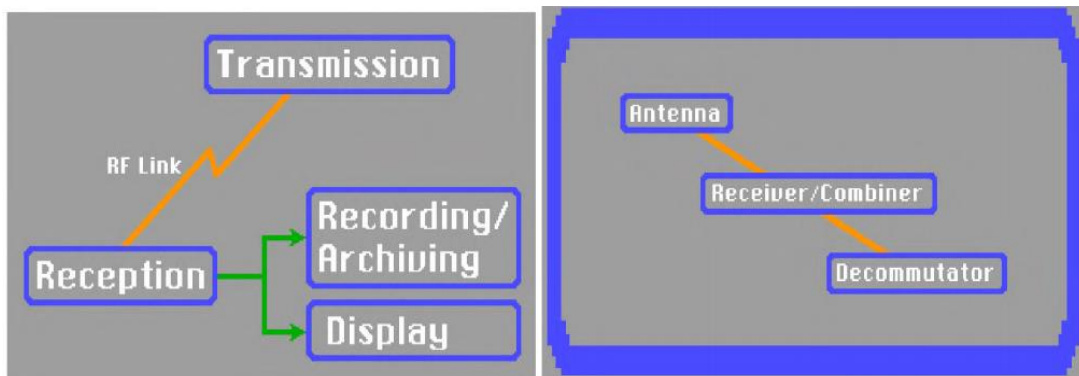 Transmission
RF Link
Recording/
Archiving
Reception
Display
Antenna
Receiver/Combiner
Decommutator